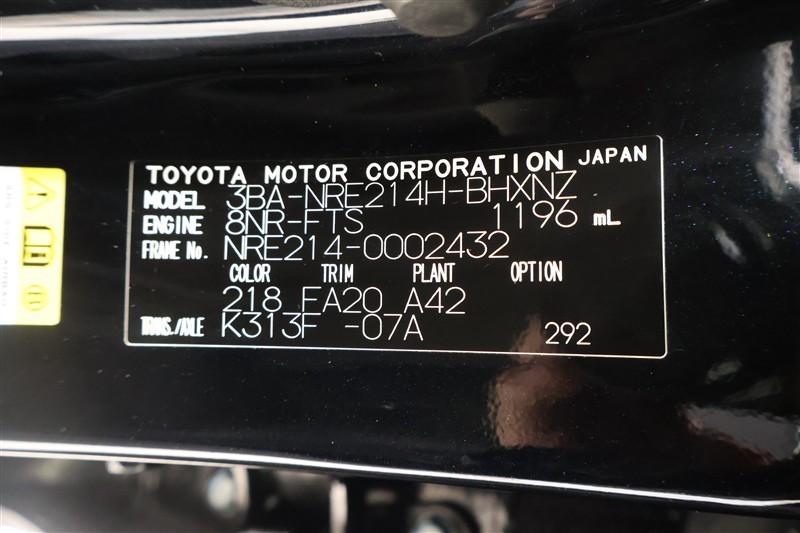 TOYOTA MOTOR CORPORATION JAPAN
MODEL 3BA-NRE214H-BHXNZ
ENGINE 8NR-FTS 1196 mL
FRAME No. NRE214-0002432
COLOR TRIM PLANT OPTION
218 FA20 A42
TRANS./AXLE K313F -07A 292